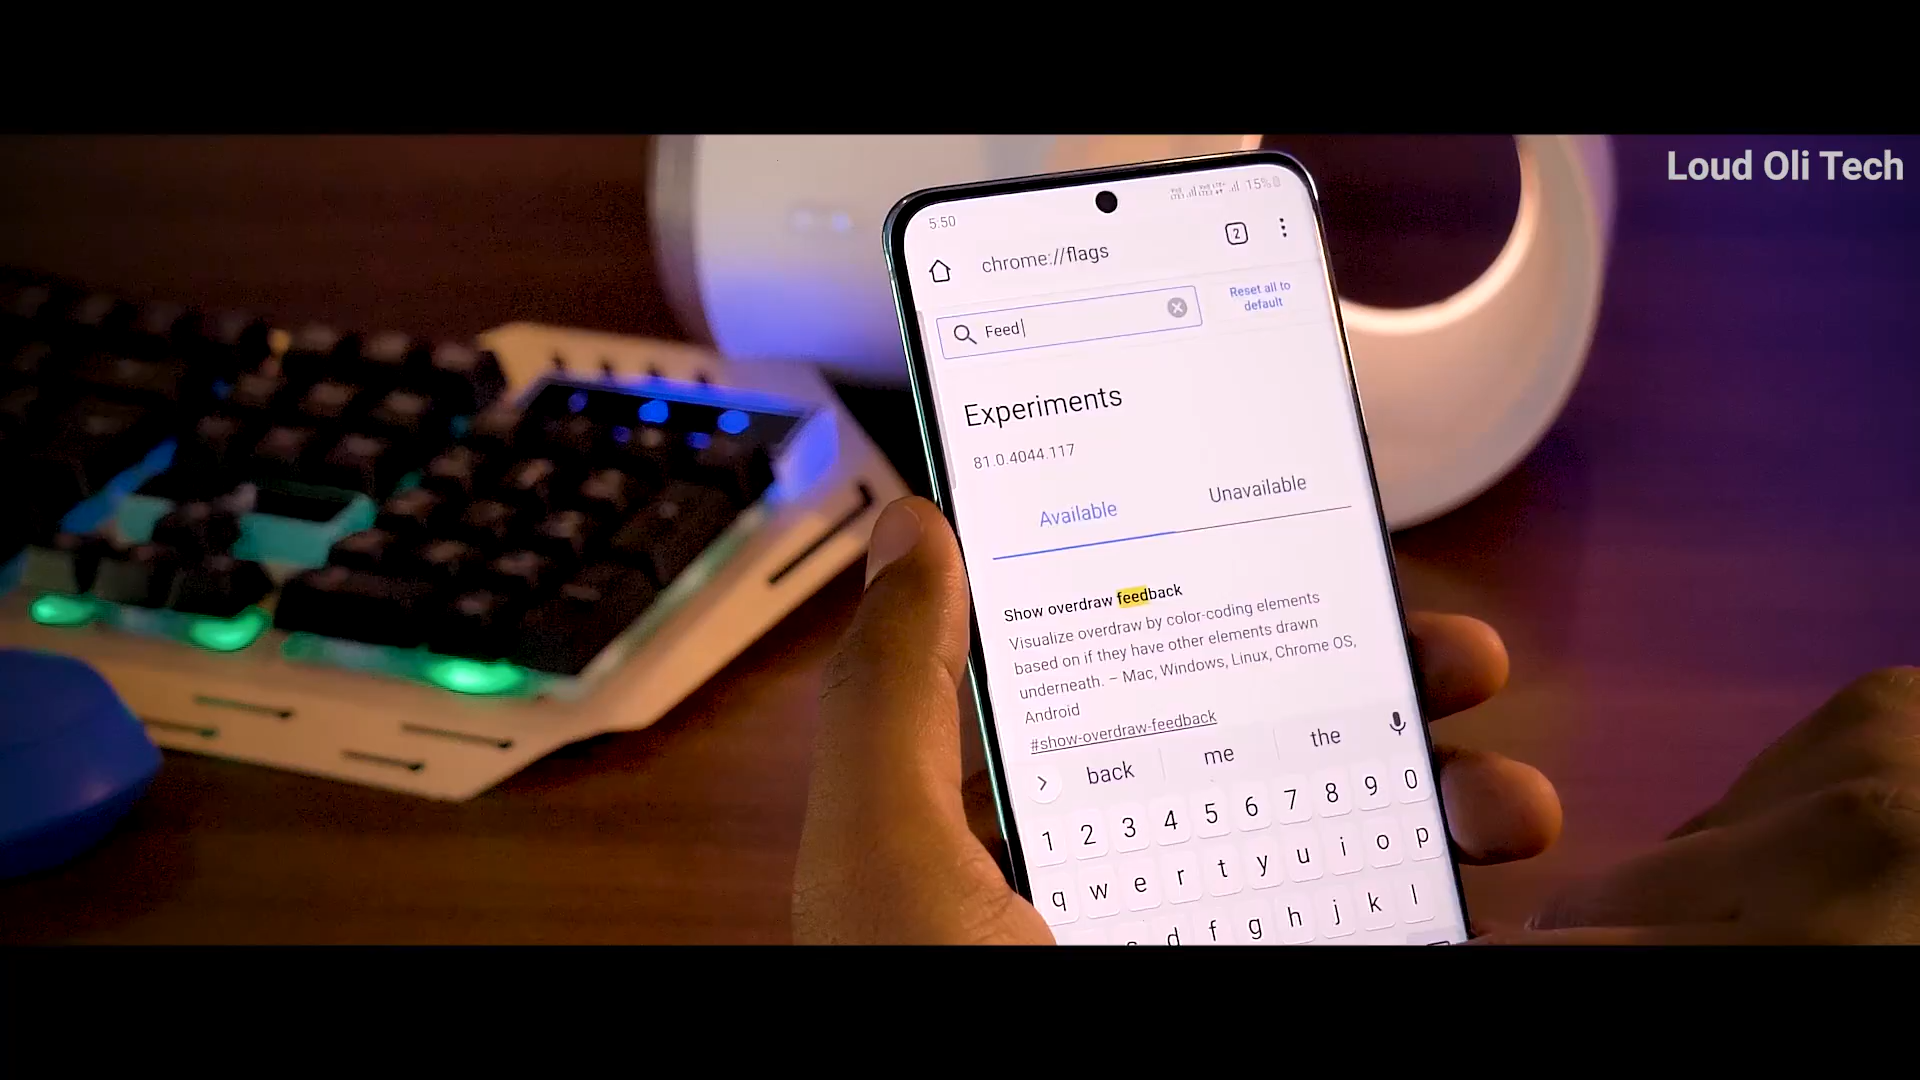 Loud Oli Tech
5:50
15%
chrome://flags
2
Feed
Reset all to
default
Experiments
81.0.4044.117
Available
Unavailable
Show overdraw feedback
Visualize overdraw by color-coding elements
based on if they have other elements drawn
underneath. – Mac, Windows, Linux, Chrome OS,
Android
#show-overdraw-feedback
back
me
the
1 2 3 4 5 6 7 8 9 0
q w e r t y u i o p
d f g h j k l